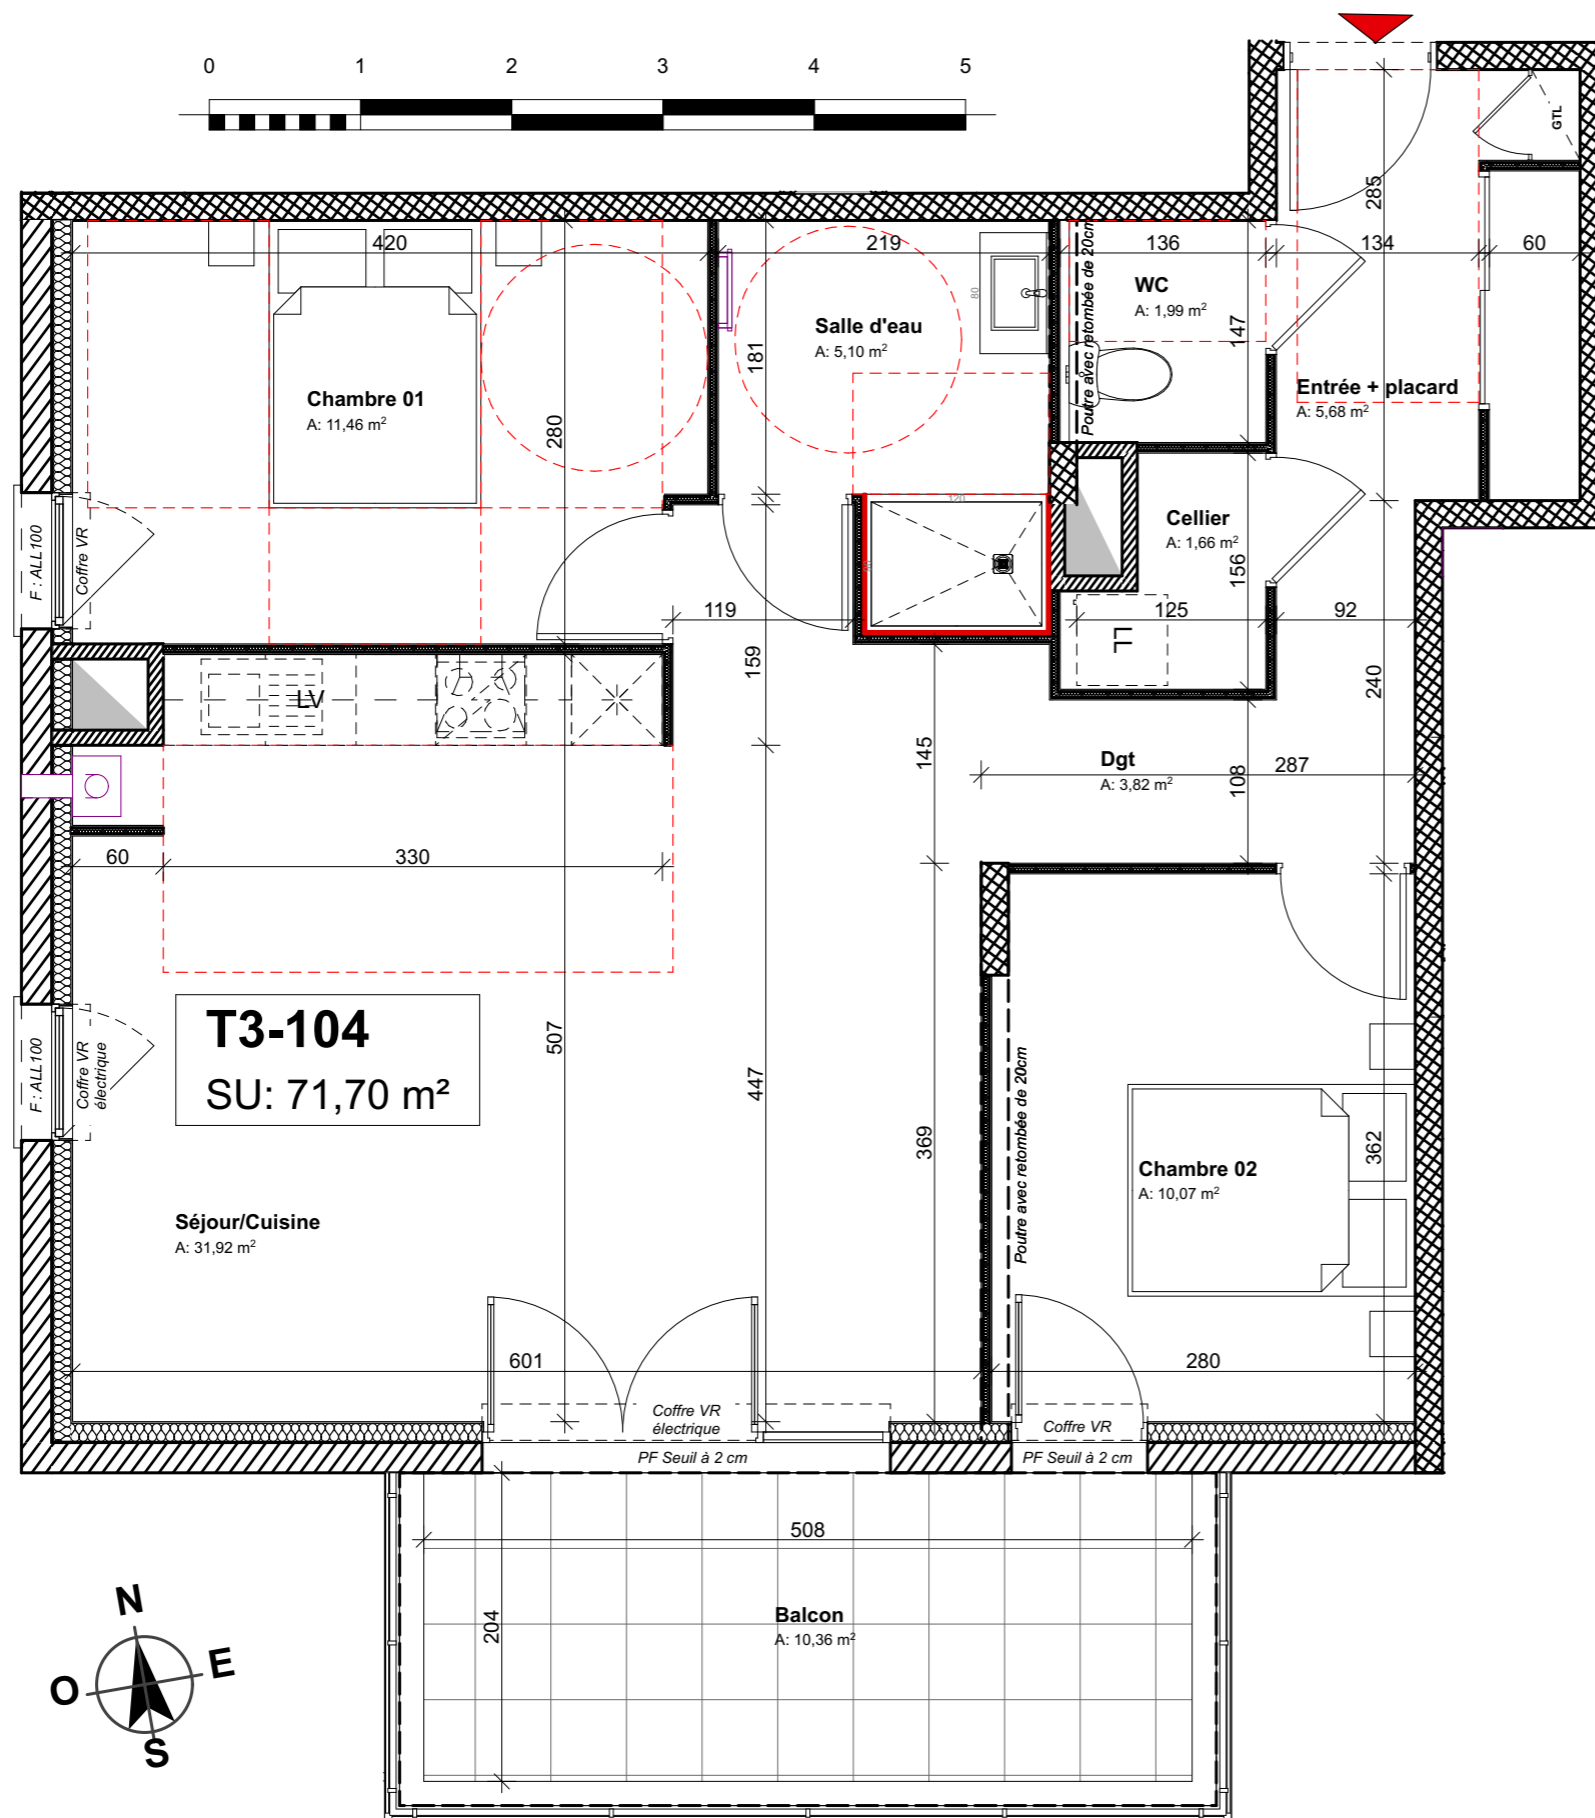 0 1 2 3 4 5
GTL
285
420
219
136
134
60
Poutre avec retombée de 20cm
80
WC
A: 1,99 m²
147
Salle d'eau
A: 5,10 m²
181
Chambre 01
A: 11,46 m²
280
Entrée + placard
A: 5,68 m²
120
Cellier
A: 1,66 m²
156
F : ALL100
Coffre VR
119
125
92
LL
159
240
LV
145
Dgt
A: 3,82 m²
108
287
60
330
T3-104
SU: 71,70 m²
507
447
369
F : ALL100
Coffre VR
électrique
Poutre avec retombée de 20cm
Chambre 02
A: 10,07 m²
362
Séjour/Cuisine
A: 31,92 m²
601
280
Coffre VR
électrique
Coffre VR
PF Seuil à 2 cm
PF Seuil à 2 cm
508
204
Balcon
A: 10,36 m²
N
E
O
S